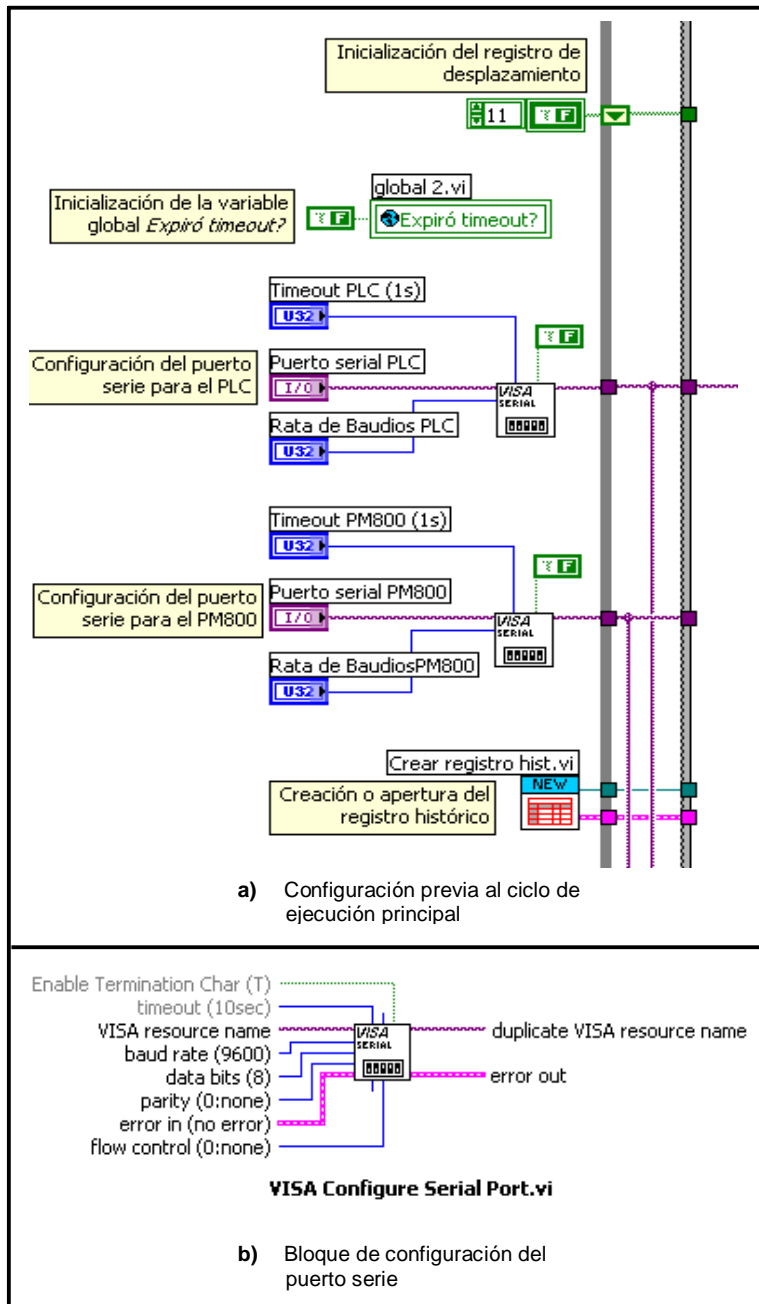 Inicialización del registro de
desplazamiento
11
F
global 2.vi
Inicialización de la variable
global Expiró timeout?
F
Expiró timeout?
Timeout PLC (1s)
U32
F
Configuración del puerto
serie para el PLC
Puerto serial PLC
I/O
VISA
SERIAL
Rata de Baudios PLC
U32
Timeout PM800 (1s)
U32
F
Configuración del puerto
serie para el PM800
Puerto serial PM800
I/O
VISA
SERIAL
Rata de BaudiosPM800
U32
Crear registro hist.vi
NEW
Creación o apertura del
registro histórico
a) Configuración previa al ciclo de
ejecución principal
Enable Termination Char (T)
timeout (10sec)
VISA resource name
VISA
SERIAL
duplicate VISA resource name
baud rate (9600)
data bits (8)
error out
parity (0:none)
error in (no error)
flow control (0:none)
VISA Configure Serial Port.vi
b) Bloque de configuración del
puerto serie